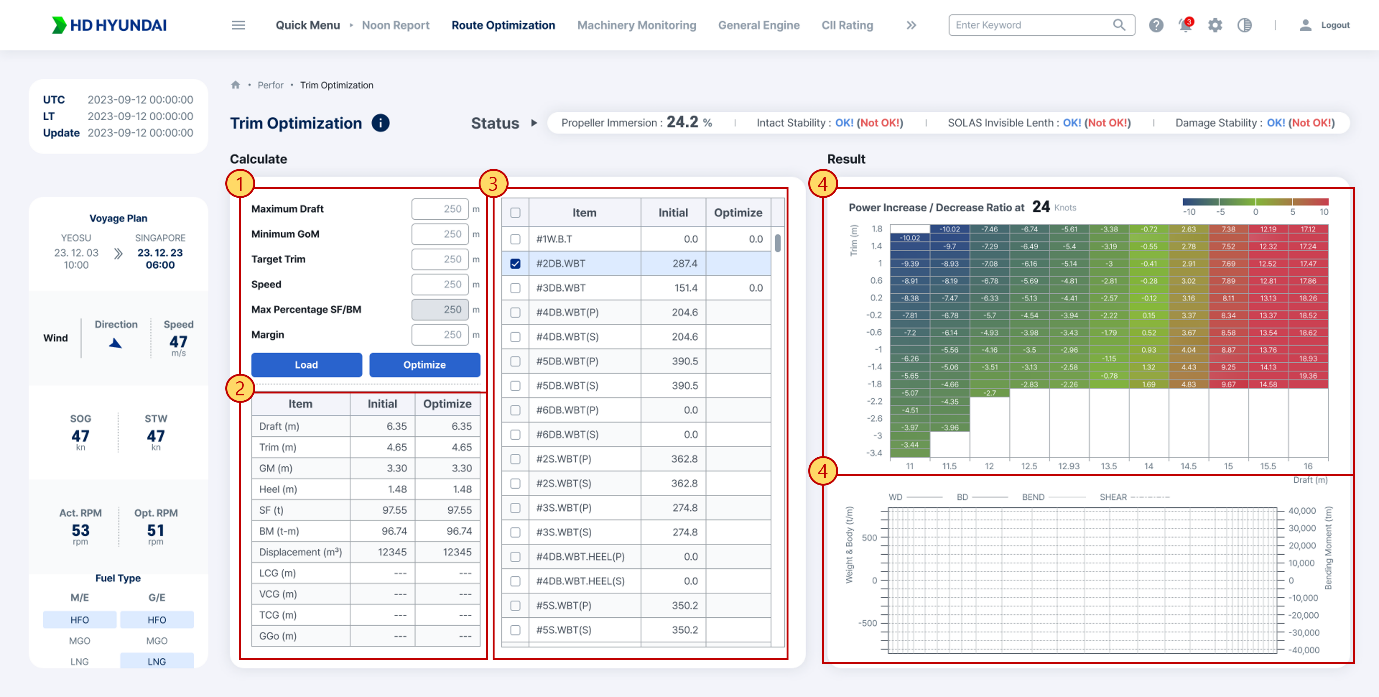 HD HYUNDAI
Quick Menu • Noon Report Route Optimization Machinery Monitoring General Engine CII Rating
Enter Keyword
3
Logout
UTC 2023-09-12 00:00:00
LT 2023-09-12 00:00:00
Update 2023-09-12 00:00:00
Voyage Plan
YEOSU SINGAPORE
23. 12. 03 23. 12. 23
10:00 06:00
Wind
Direction Speed
47
m/s
SOG STW
47 47
kn kn
Act. RPM Opt. RPM
53 51
rpm rpm
Fuel Type
M/E G/E
HFO HFO
MGO MGO
LNG LNG
• Perfor • Trim Optimization
Trim Optimization i
Status
Propeller Immersion : 24.2 %
Intact Stability : OK! (Not OK!)
SOLAS Invisible Lenth : OK! (Not OK!)
Damage Stability : OK! (Not OK!)
Calculate
1
Maximum Draft 250 m
Minimum GoM 250 m
Target Trim 250 m
Speed 250 m
Max Percentage SF/BM 250 m
Margin 250 m
Load Optimize
2
Item Initial Optimize
Draft (m) 6.35 6.35
Trim (m) 4.65 4.65
GM (m) 3.30 3.30
Heel (m) 1.48 1.48
SF (t) 97.55 97.55
BM (t-m) 96.74 96.74
Displacement (m³) 12345 12345
LCG (m) --- ---
VCG (m) --- ---
TCG (m) --- ---
GGo (m) --- ---
3
Item Initial Optimize
#1W.B.T 0.0 0.0
#2DB.WBT 287.4
#3DB.WBT 151.4 0.0
#4DB.WBT(P) 204.6
#4DB.WBT(S) 204.6
#5DB.WBT(P) 390.5
#5DB.WBT(S) 390.5
#6DB.WBT(P) 0.0
#6DB.WBT(S) 0.0
#2S.WBT(P) 362.8
#2S.WBT(S) 362.8
#3S.WBT(P) 274.8
#3S.WBT(S) 274.8
#4DB.WBT.HEEL(P) 0.0
#4DB.WBT.HEEL(S) 0.0
#5S.WBT(P) 350.2
#5S.WBT(S) 350.2
Result
4
Power Increase / Decrease Ratio at 24 Knots
-10 -5 0 5 10
Trim (m)
1.8 -10.02 -7.46 -6.74 -5.61 -3.38 -0.72 2.63 7.38 12.19 17.12
-10.02
1.4 -9.7 -7.29 -6.49 -5.4 -3.19 -0.55 2.78 7.52 12.32 17.24
1 -9.39 -8.93 -7.08 -6.16 -5.14 -3 -0.41 2.91 7.69 12.52 17.47
0.6 -8.91 -8.19 -6.78 -5.69 -4.81 -2.81 -0.28 3.02 7.89 12.81 17.86
0.2 -8.38 -7.47 -6.33 -5.13 -4.41 -2.57 -0.12 3.16 8.11 13.13 18.26
-0.2 -7.81 -6.78 -5.7 -4.54 -3.94 -2.22 0.15 3.37 8.34 13.37 18.52
-0.6 -7.2 -6.14 -4.93 -3.98 -3.43 -1.79 0.52 3.67 8.58 13.54 18.62
-1 -5.56 -4.16 -3.5 -2.96 0.93 4.04 8.87 13.76
-6.26 -1.15 18.93
-1.4 -5.06 -3.51 -3.13 -2.58 1.32 4.43 9.25 14.13
-5.65 -0.78 19.36
-1.8 -4.66 -2.83 -2.26 1.69 4.83 9.67 14.58
-5.07 -2.7
-2.2 -4.35
-4.51
-2.6
-3.97 -3.96
-3 -3.44
-3.4
11 11.5 12 12.5 12.93 13.5 14 14.5 15 15.5 16
Draft (m)
4
WD BD BEND SHEAR
Weight & Body (t/m)
500
0
-500
40,000
30,000
20,000
10,000
0
-10,000
-20,000
-30,000
-40,000
Bending Moment (tm)